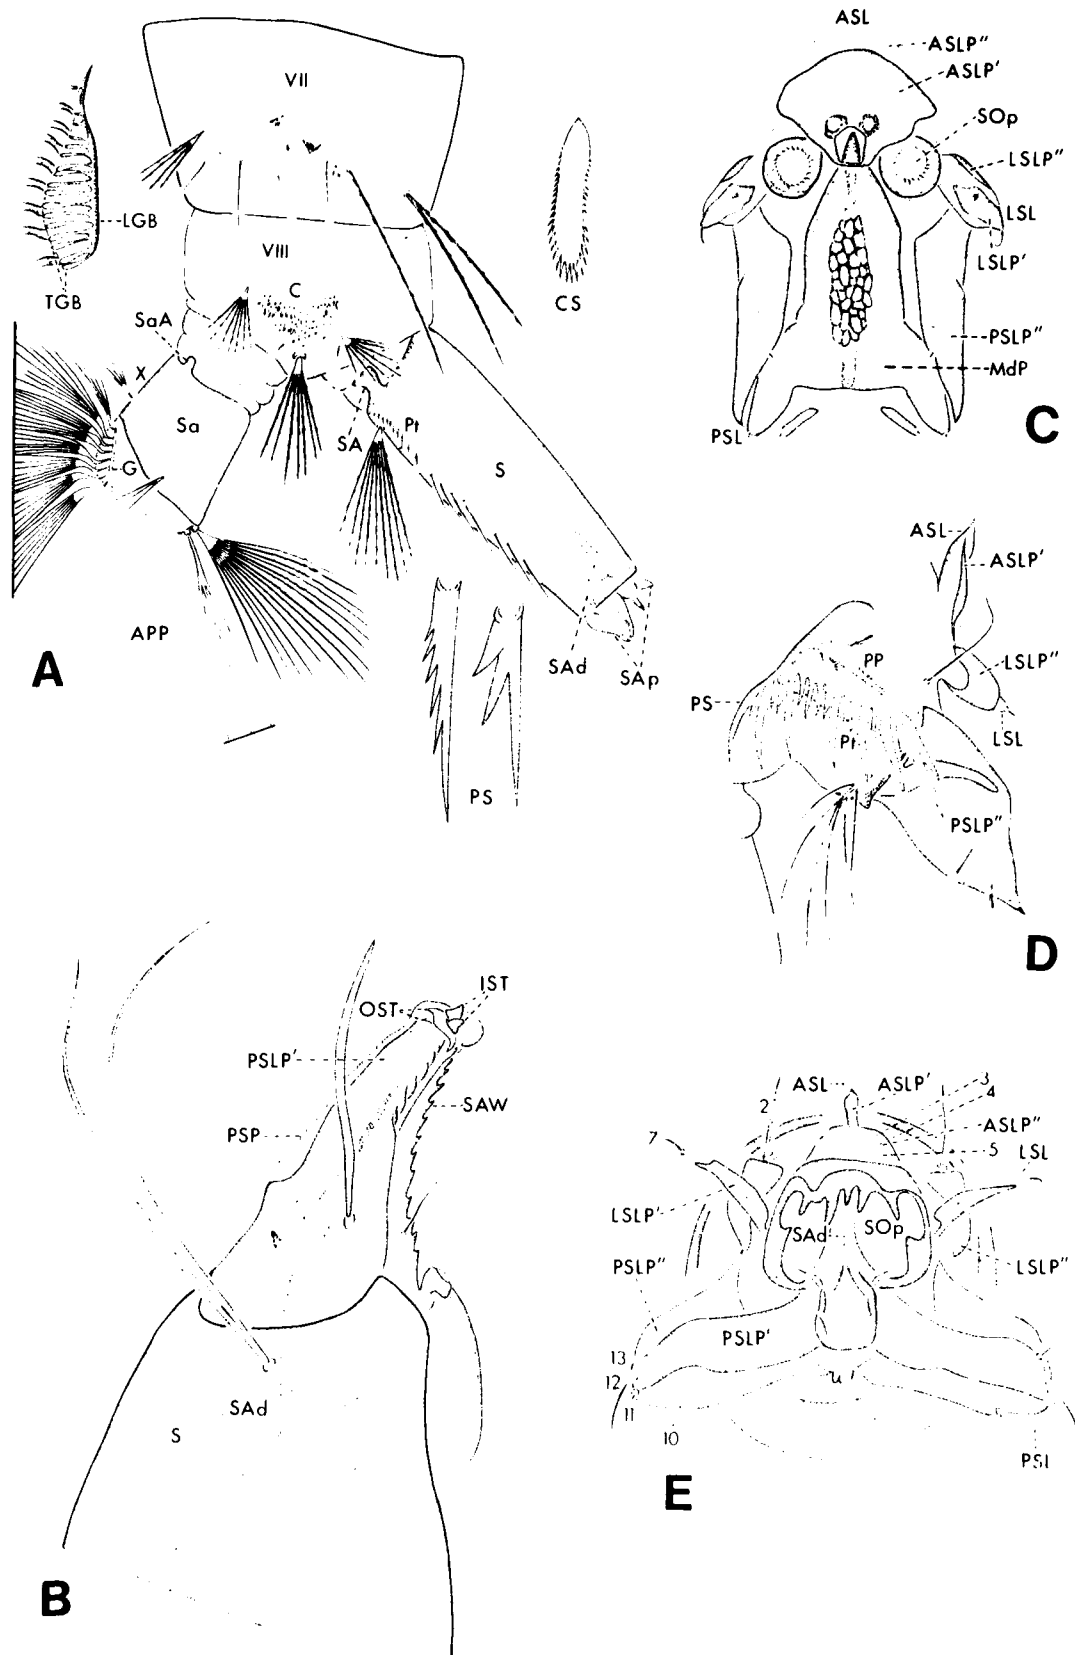 VII
LGB
TGB
VIII
C
CS
SaA
X
Sa
G
SA
Pt
S
APP
SAd
SAp
PS
A
ASL
ASLP"
ASLP'
SOp
LSLP"
LSL
LSLP'
PSLP"
MdP
PSL
C
ASL
ASLP'
PP
LSLP"
PS
LSL
Pt
PSLP"
D
IST
OST
PSLP'
SAW
PSP
SAd
S
B
ASL
ASLP'
3
2
4
ASLP"
5
7
LSL
LSLP'
SAd
SOp
PSLP"
LSLP"
PSLP'
13
12
11
10
E